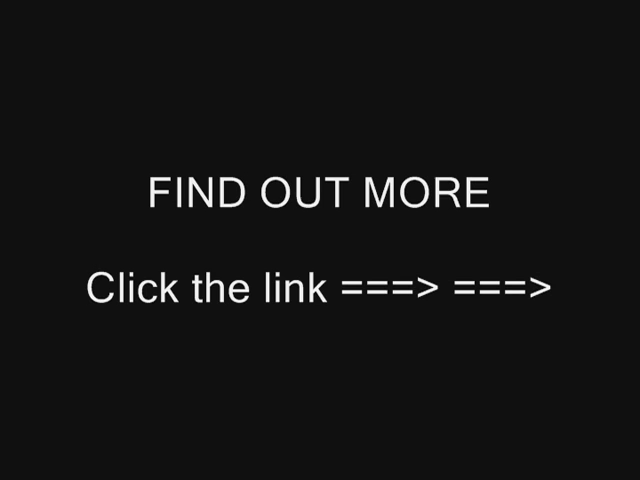 FIND OUT MORE
Click the link ===> ===>